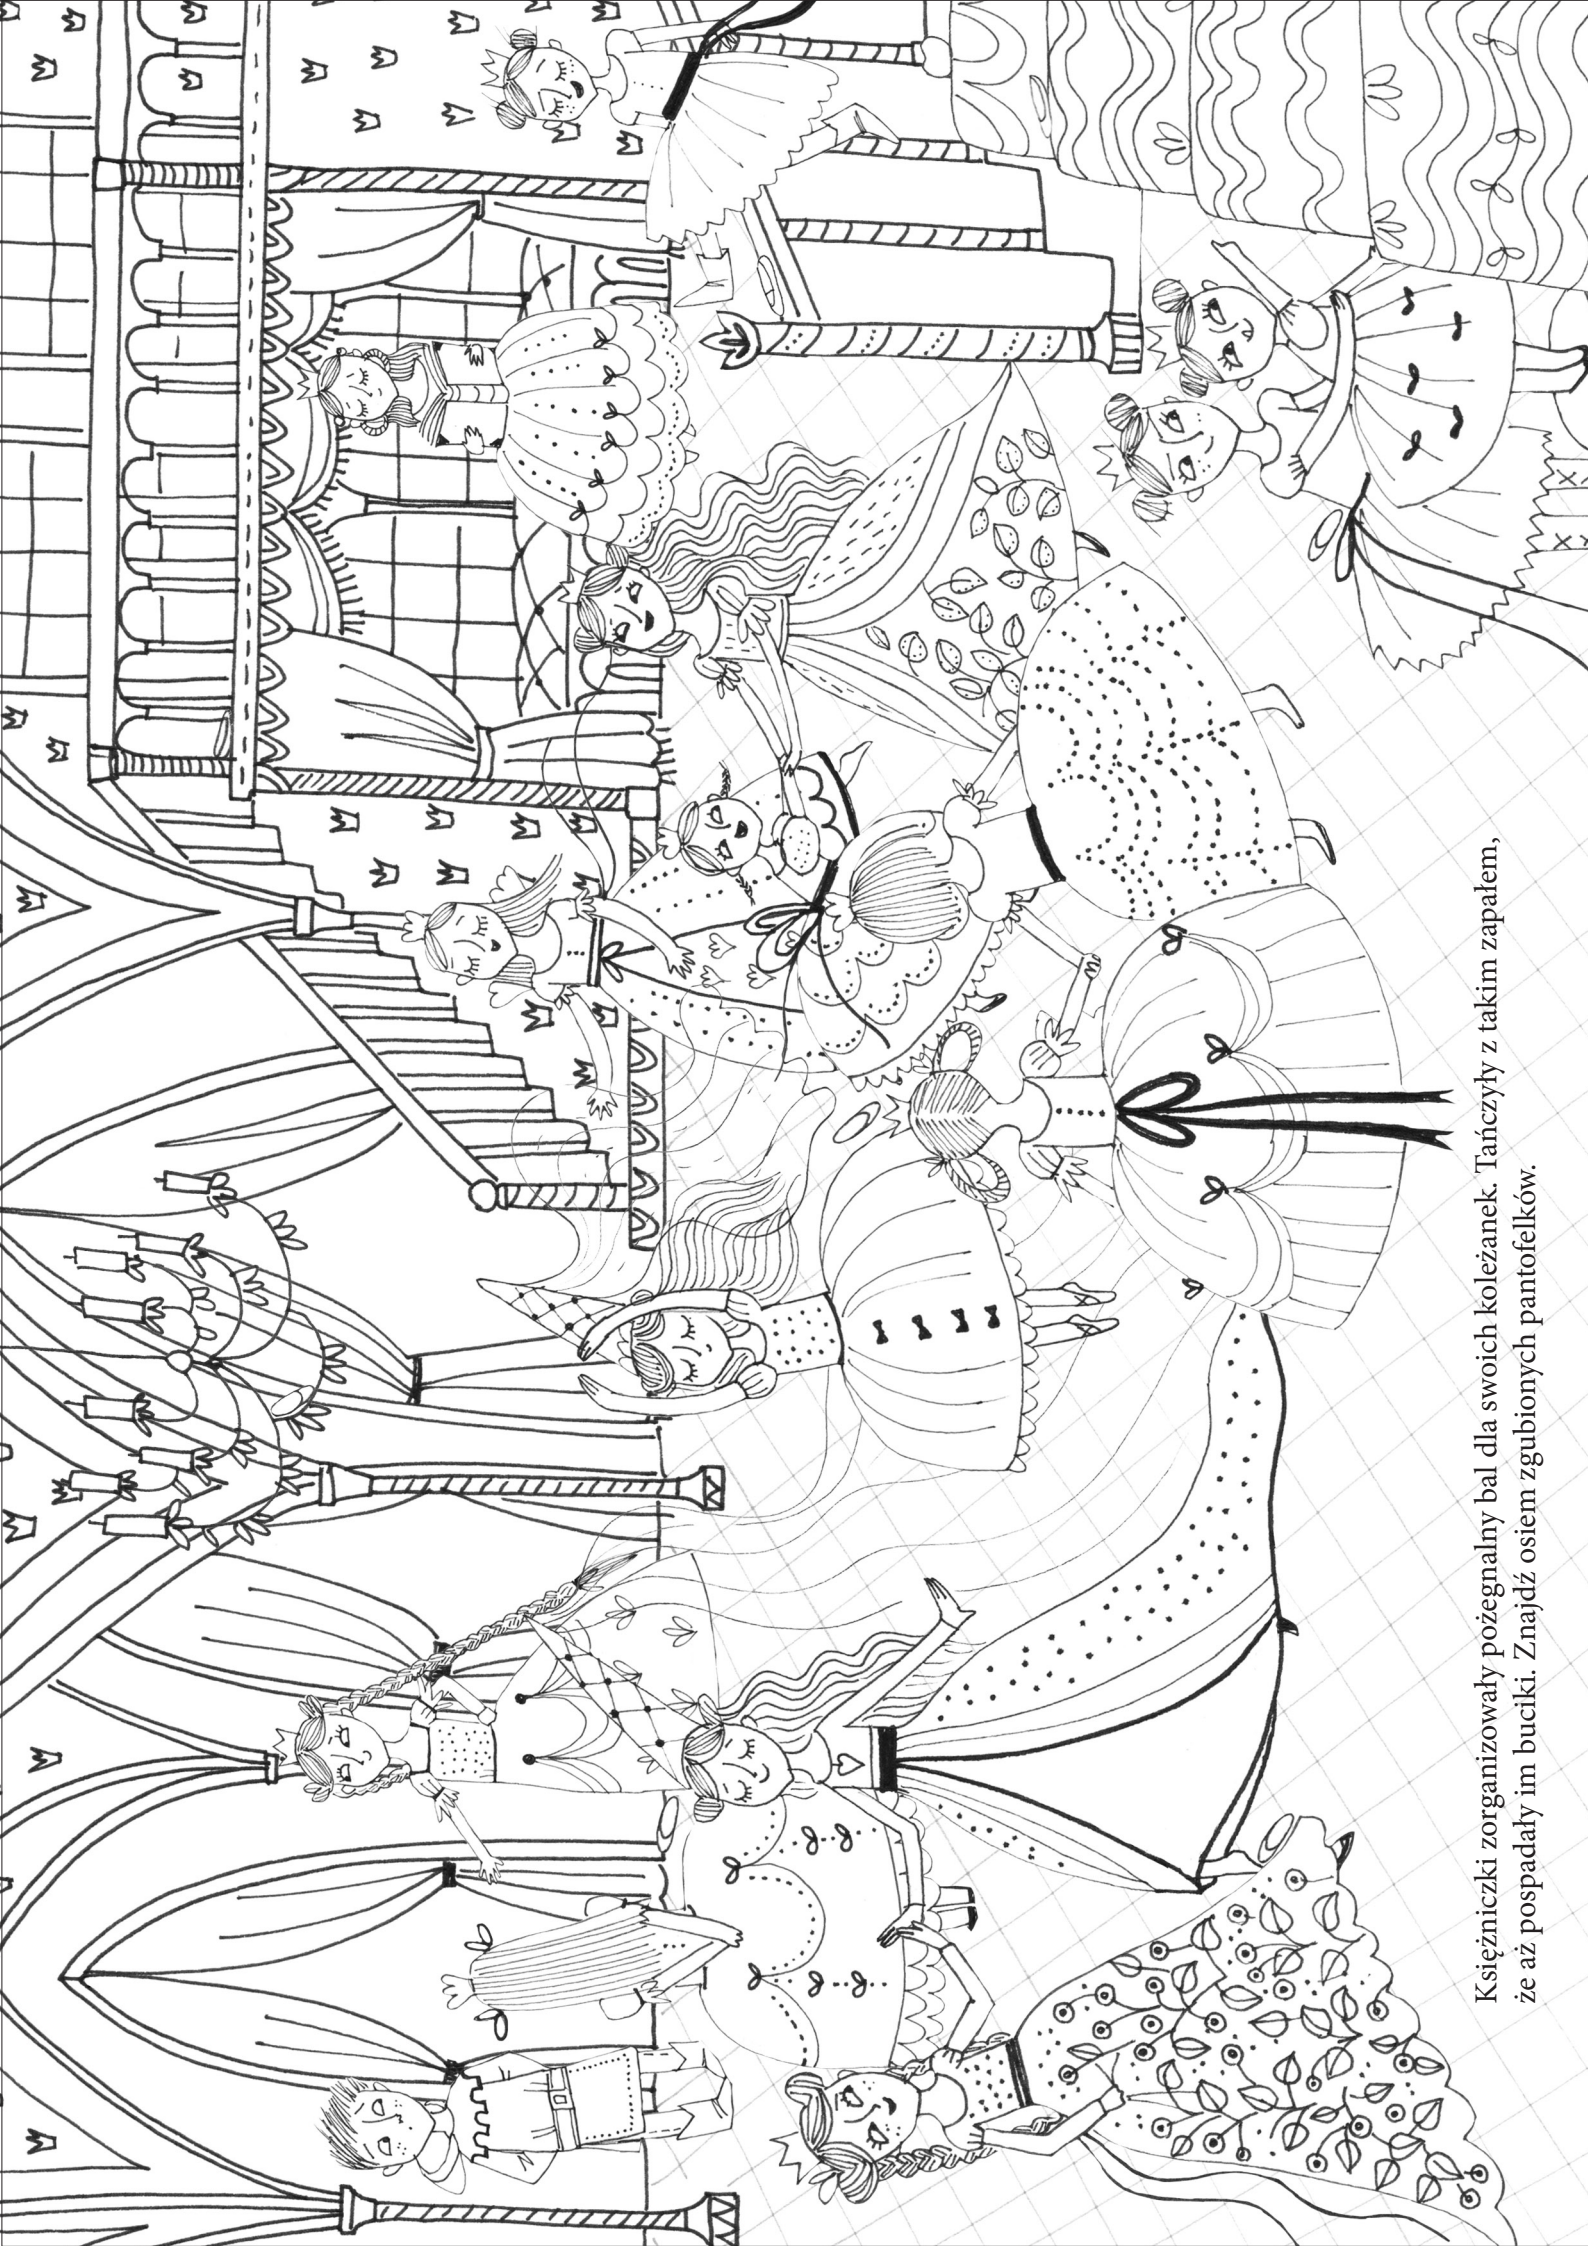 Księżniczki zorganizowały pożegnalny bal dla swoich koleżanek. Tańczyły z takim zapałem,
że aż pospadały im buciki. Znajdź osiem zgubionych pantofelków.